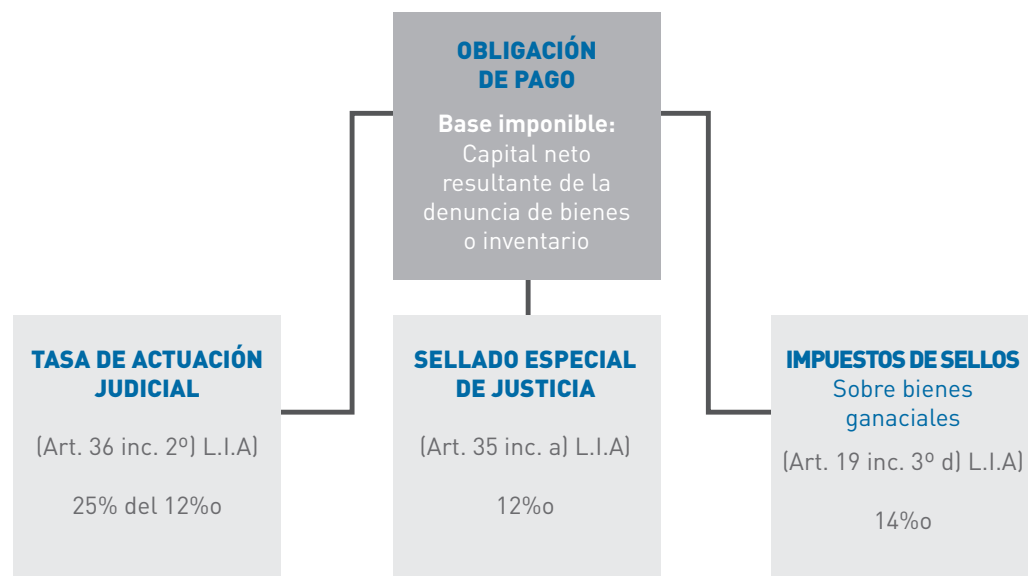 OBLIGACIÓN
DE PAGO
Base imponible:
Capital neto
resultante de la
denuncia de bienes
o inventario
TASA DE ACTUACIÓN
JUDICIAL
(Art. 36 inc. 2º) L.I.A)
25% del 12%o
SELLADO ESPECIAL
DE JUSTICIA
(Art. 35 inc. a) L.I.A)
12%o
IMPUESTOS DE SELLOS
Sobre bienes
ganaciales
(Art. 19 inc. 3º d) L.I.A)
14%o